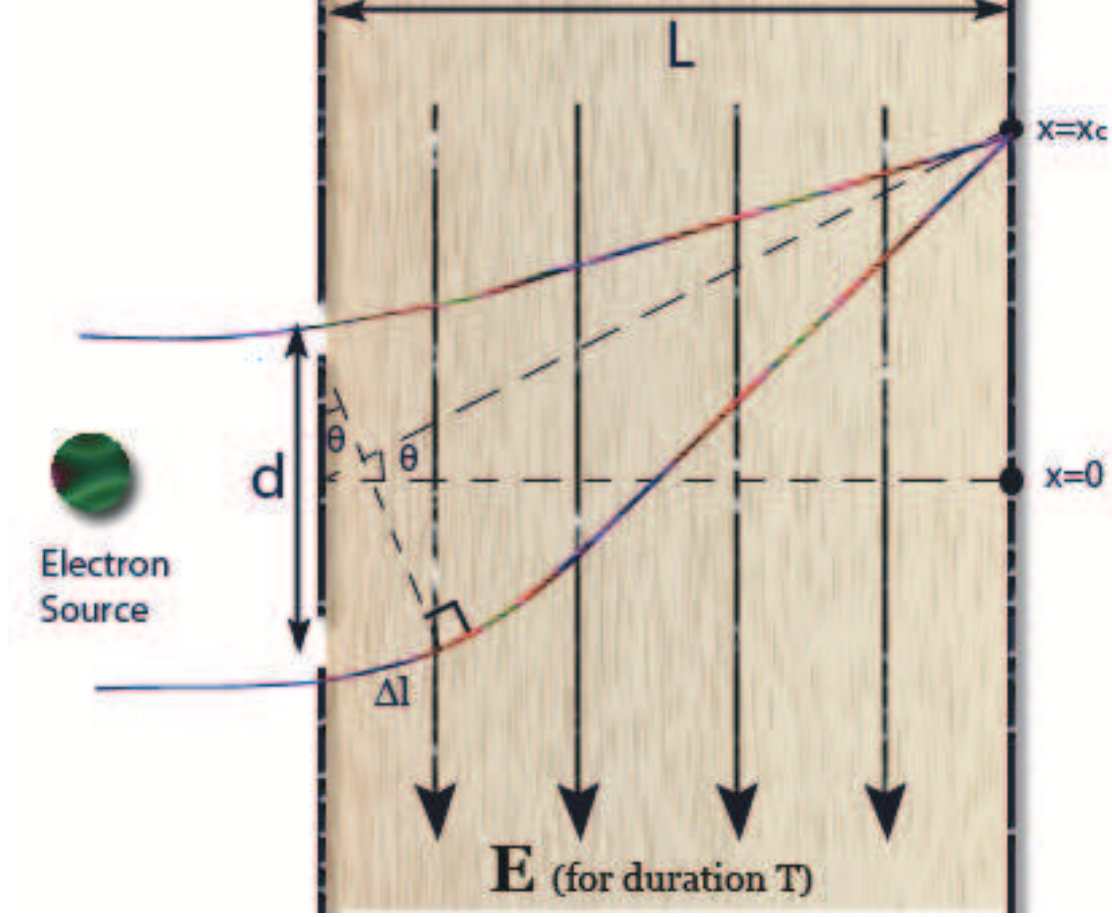 L
x=xc
θ
θ
d
x=0
Electron
Source
Δl
E (for duration T)